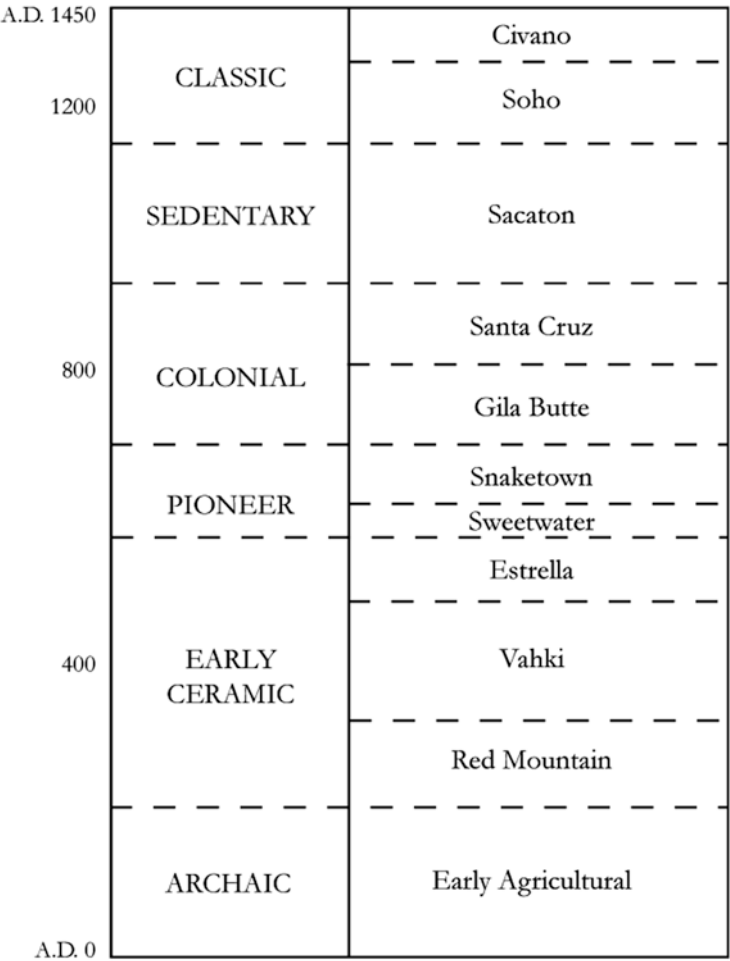 A.D. 1450
Civano
CLASSIC
1200
Soho
SEDENTARY
Sacaton
Santa Cruz
800
COLONIAL
Gila Butte
Snaketown
PIONEER
Sweetwater
Estrella
400
EARLY
CERAMIC
Vahki
Red Mountain
ARCHAIC
Early Agricultural
A.D. 0